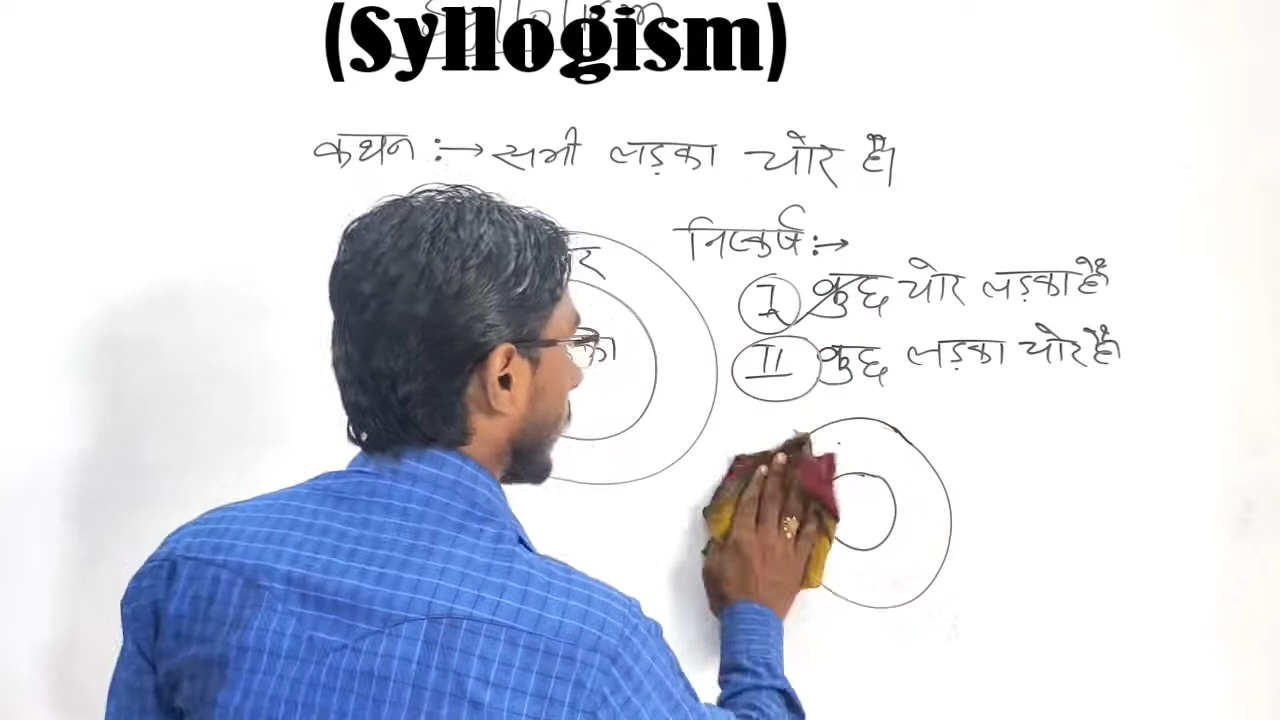 (Syllogism)
कथन :→ सभी लड़का चोर है।
निष्कर्ष :→
I कुछ चोर लड़का है
II कुछ लड़का चोर है।